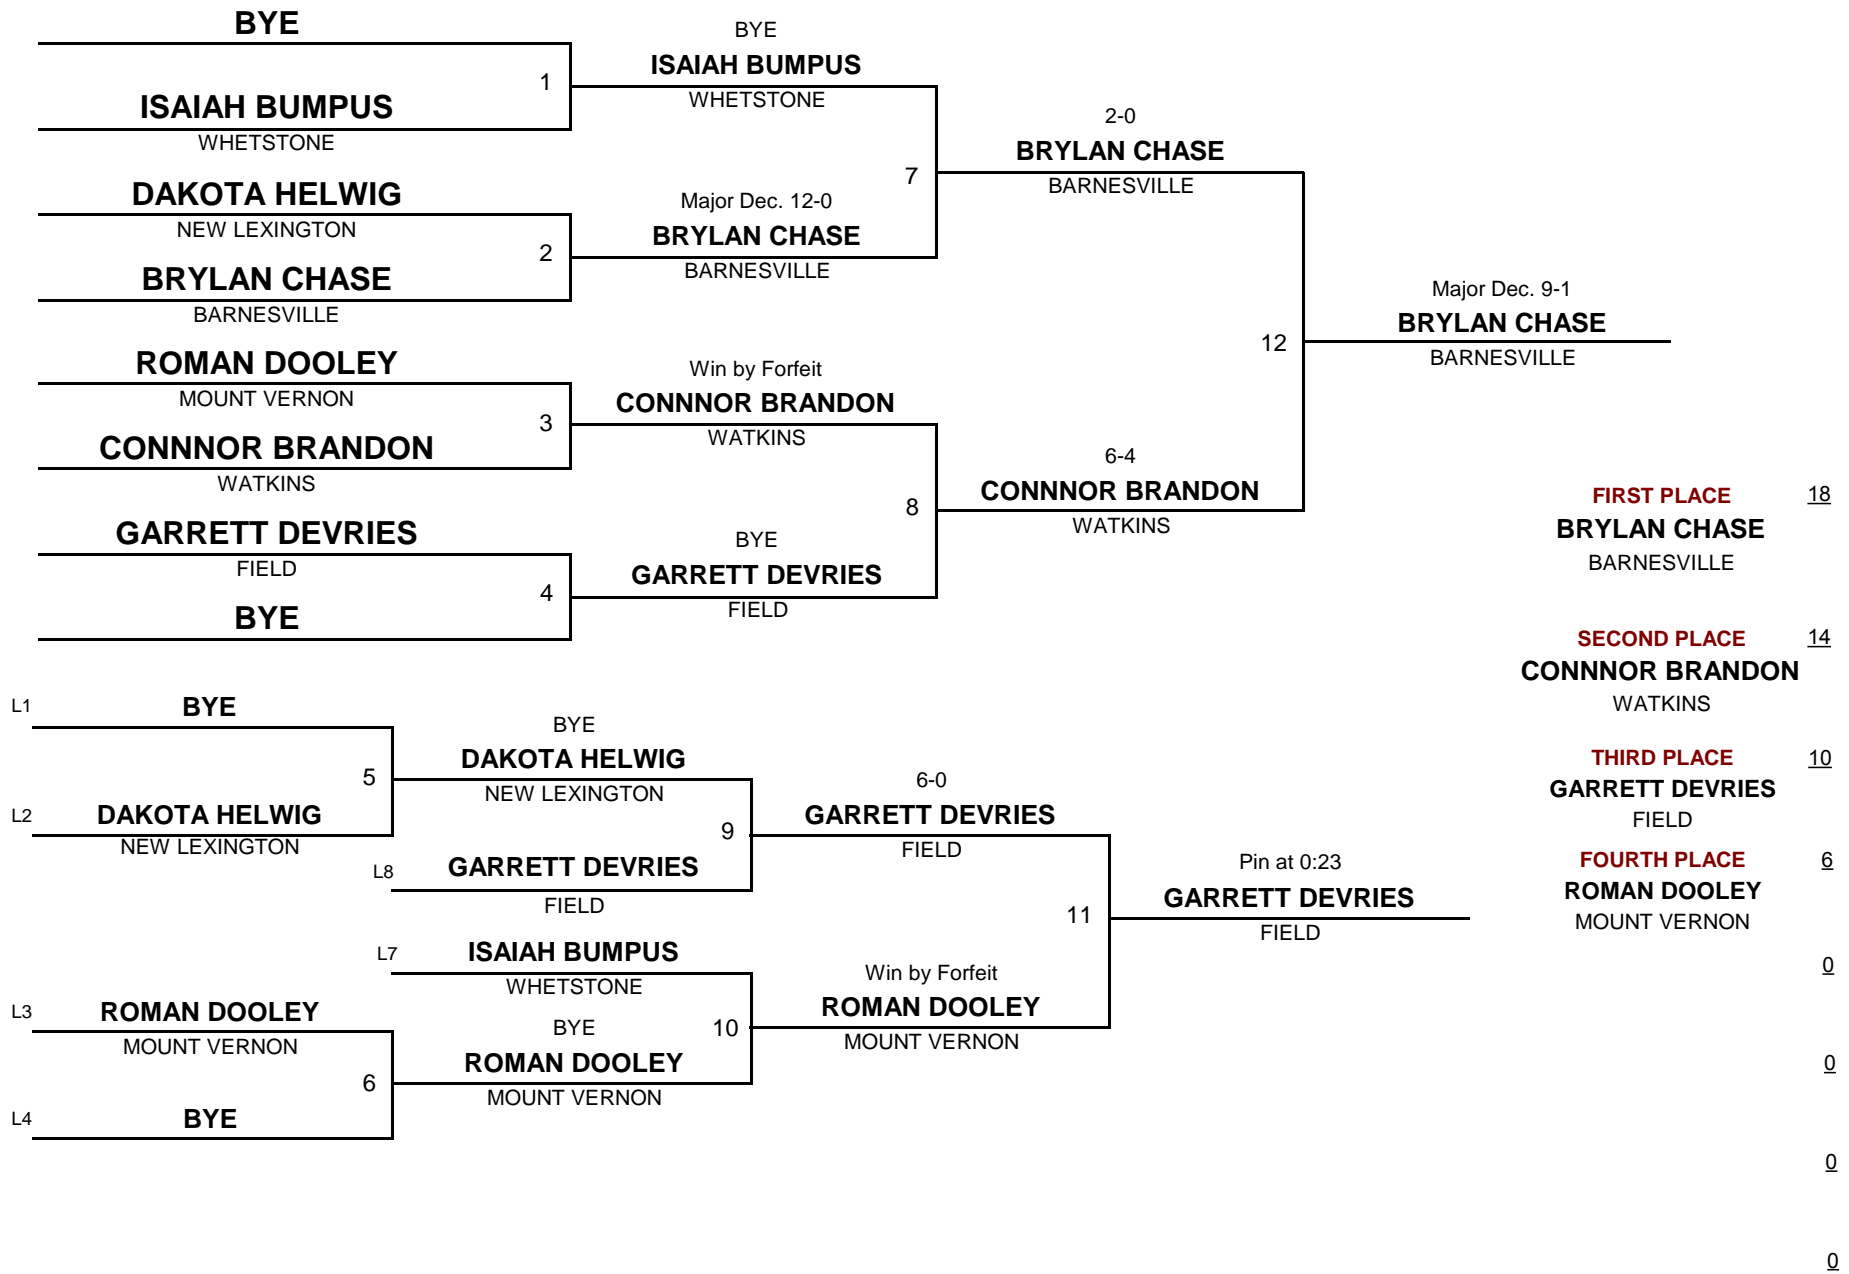 BYE
1
ISAIAH BUMPUS
WHETSTONE
DAKOTA HELWIG
NEW LEXINGTON
2
BRYLAN CHASE
BARNESVILLE
ROMAN DOOLEY
MOUNT VERNON
3
CONNNOR BRANDON
WATKINS
GARRETT DEVRIES
FIELD
4
BYE
BYE
ISAIAH BUMPUS
WHETSTONE
7
Major Dec. 12-0
BRYLAN CHASE
BARNESVILLE
Win by Forfeit
CONNNOR BRANDON
WATKINS
8
BYE
GARRETT DEVRIES
FIELD
2-0
BRYLAN CHASE
BARNESVILLE
12
6-4
CONNNOR BRANDON
WATKINS
Major Dec. 9-1
BRYLAN CHASE
BARNESVILLE
FIRST PLACE 18
BRYLAN CHASE
BARNESVILLE
SECOND PLACE 14
CONNNOR BRANDON
WATKINS
THIRD PLACE 10
GARRETT DEVRIES
FIELD
FOURTH PLACE 6
ROMAN DOOLEY
MOUNT VERNON
0
0
0
0
L1 BYE
5
L2 DAKOTA HELWIG
NEW LEXINGTON
L3 ROMAN DOOLEY
MOUNT VERNON
6
L4 BYE
BYE
DAKOTA HELWIG
NEW LEXINGTON
9
L8 GARRETT DEVRIES
FIELD
L7 ISAIAH BUMPUS
WHETSTONE
10
BYE
ROMAN DOOLEY
MOUNT VERNON
6-0
GARRETT DEVRIES
FIELD
11
Win by Forfeit
ROMAN DOOLEY
MOUNT VERNON
Pin at 0:23
GARRETT DEVRIES
FIELD